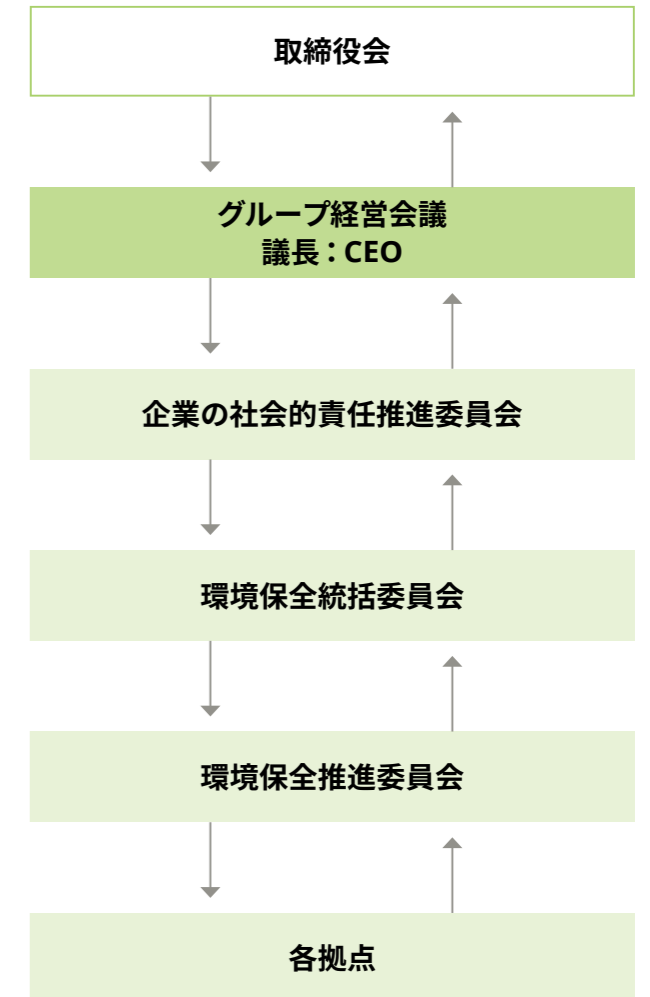 取締役会
グループ経営会議
議長：CEO
企業の社会的責任推進委員会
環境保全統括委員会
環境保全推進委員会
各拠点